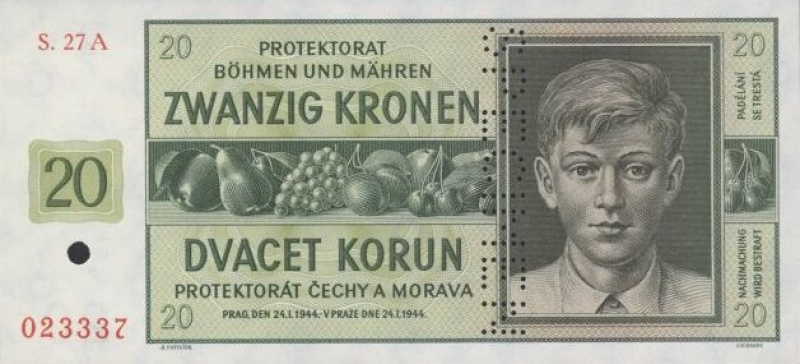 S. 27 A
20
PROTEKTORAT
BÖHMEN UND MÄHREN
ZWANZIG KRONEN
20
PADĚLÁNÍ
SE TRESTÁ
20
DVACET KORUN
PROTEKTORÁT ČECHY A MORAVA
PRAG, DEN 24.I.1944.-V PRAZE DNE 24.I.1944.
20
NACHMACHUNG
WIRD BESTRAFT
20
023337